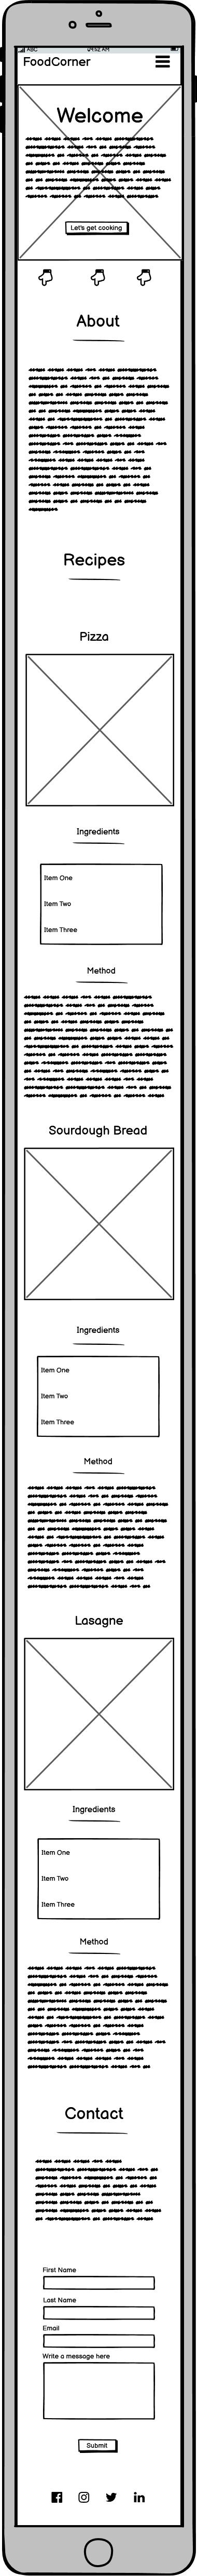 ABC
09:52 AM
FoodCorner
Welcome
Let's get cooking
About
Recipes
Pizza
Ingredients
Item One
Item Two
Item Three
Method
Sourdough Bread
Ingredients
Item One
Item Two
Item Three
Method
Lasagne
Ingredients
Item One
Item Two
Item Three
Method
Contact
First Name
Last Name
Email
Write a message here
Submit